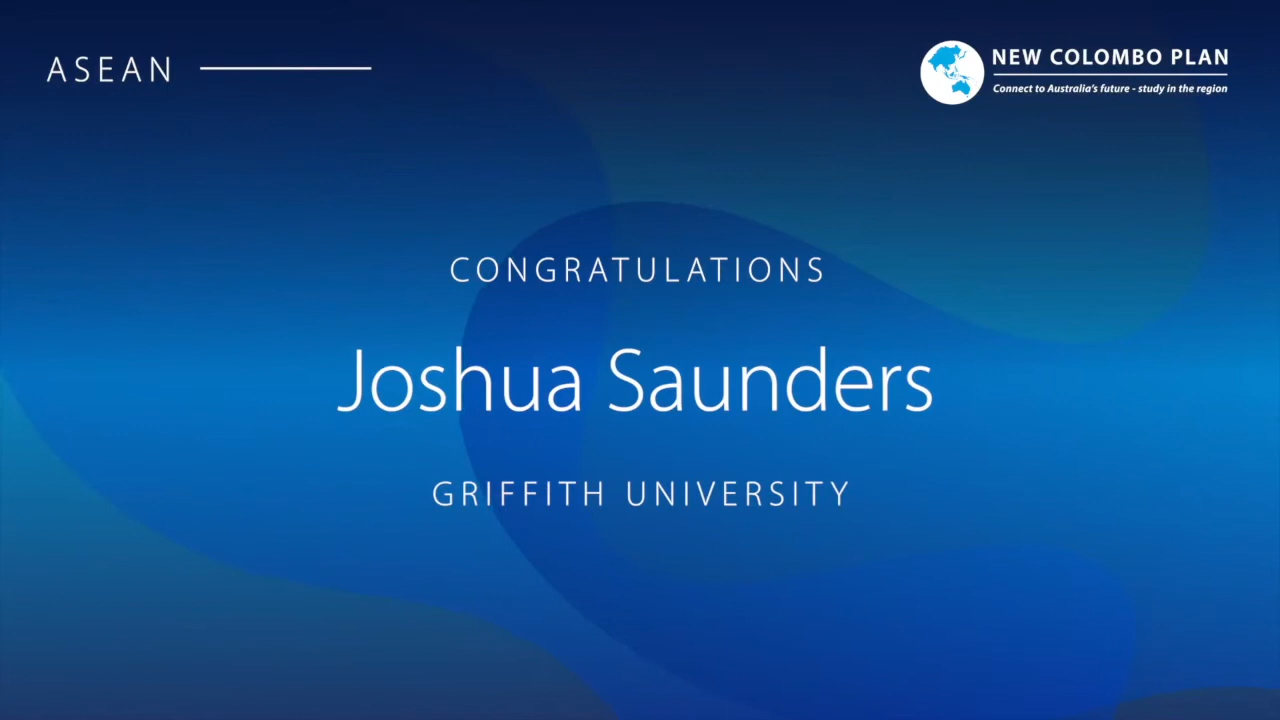 ASEAN
NEW COLOMBO PLAN
Connect to Australia's future - study in the region
CONGRATULATIONS
Joshua Saunders
GRIFFITH UNIVERSITY